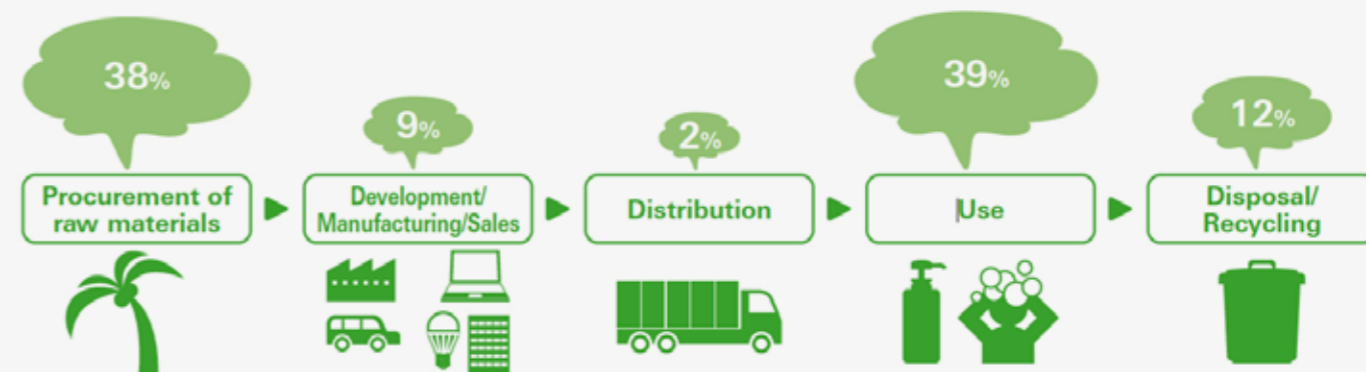 38%
9%
2%
39%
12%
Procurement of
raw materials
Development/
Manufacturing/Sales
Distribution
Use
Disposal/
Recycling